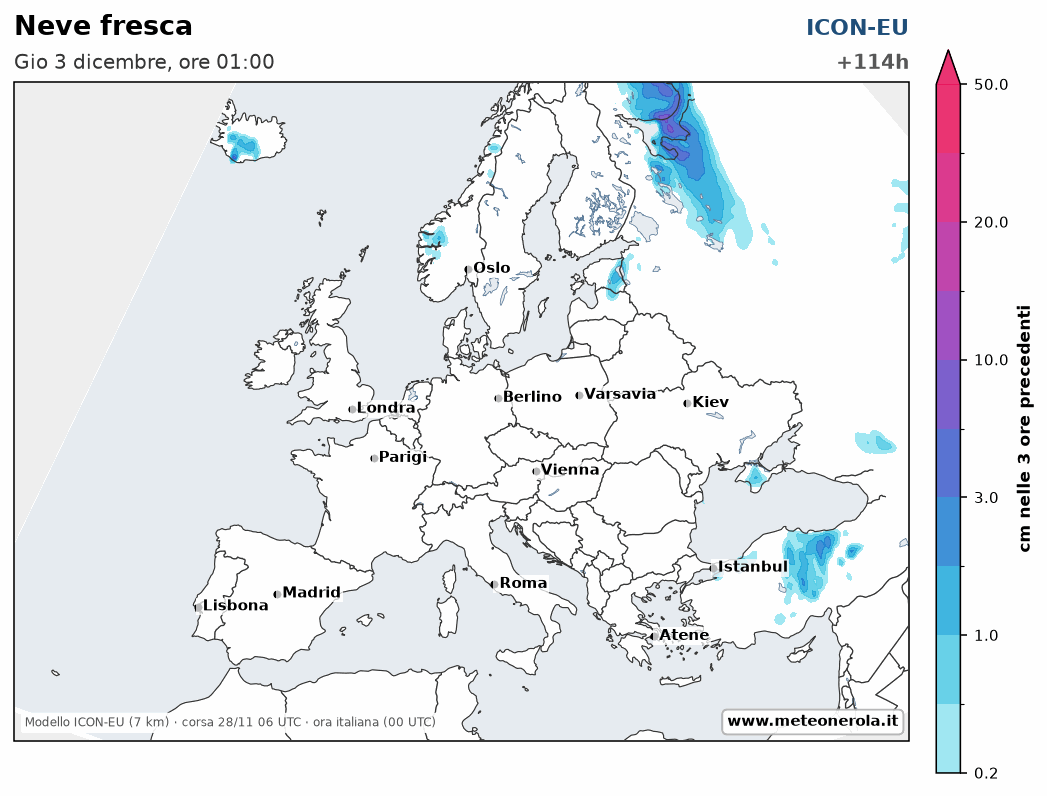 Neve fresca
ICON-EU
Gio 3 dicembre, ore 01:00
+114h
50.0
20.0
10.0
3.0
1.0
0.2
cm nelle 3 ore precedenti
Oslo
Berlino
Varsavia
Kiev
Londra
Parigi
Vienna
Istanbul
Roma
Madrid
Lisbona
Atene
Modello ICON-EU (7 km) · corsa 28/11 06 UTC · ora italiana (00 UTC)
www.meteonerola.it